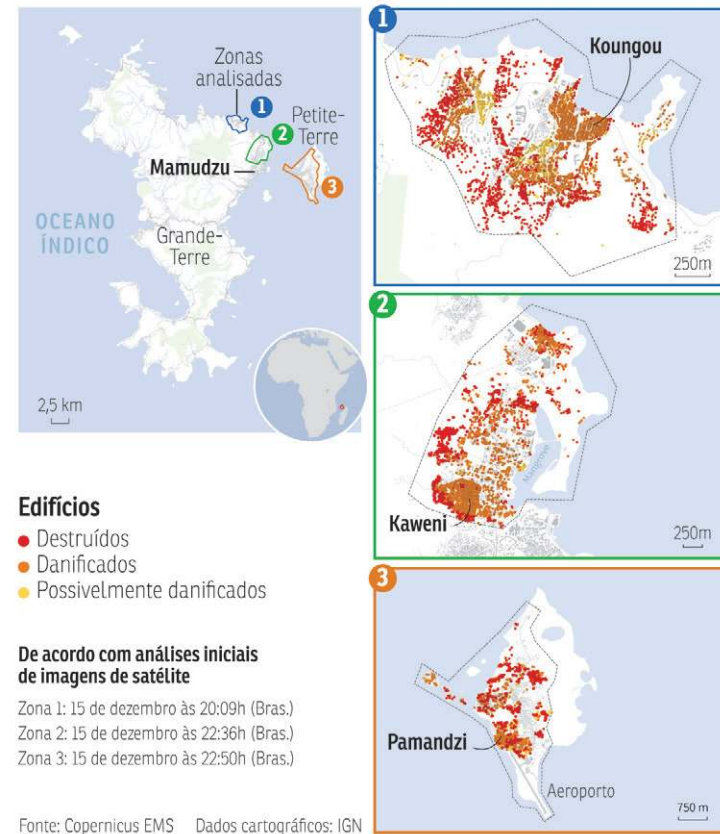 Zonas
analisadas
1
2
Petite-
Terre
Mamudzu
3
OCEANO
ÍNDICO
Grande-
Terre
2,5 km
1
Koungou
250m
2
Mangrove
Kaweni
250m
3
Pamandzi
Aeroporto
750 m
Edifícios
Destruídos
Danificados
Possivelmente danificados
De acordo com análises iniciais
de imagens de satélite
Zona 1: 15 de dezembro às 20:09h (Bras.)
Zona 2: 15 de dezembro às 22:36h (Bras.)
Zona 3: 15 de dezembro às 22:50h (Bras.)
Fonte: Copernicus EMS Dados cartográficos: IGN